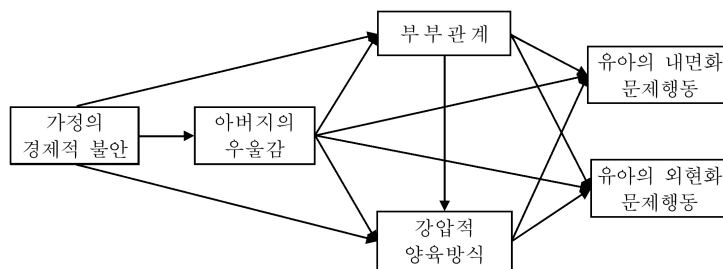 부부관계
유아의 내면화
문제행동
가정의
경제적 불안
아버지의
우울감
유아의 외현화
문제행동
강압적
양육방식